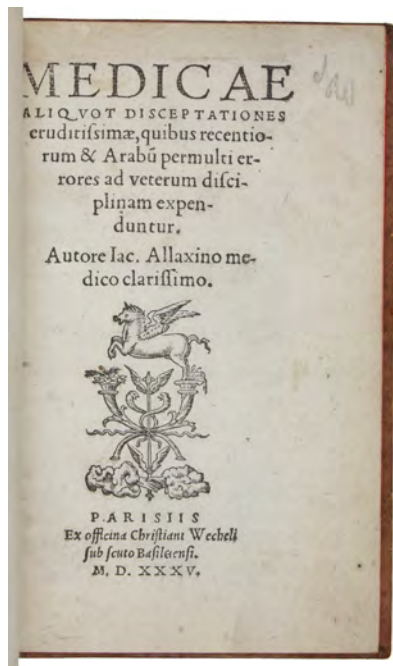 MEDICAE
ALIQVOT DISCEPTATIONES
eruditiſsimæ, quibus recentio-
rum & Arabũ permulti er-
rores ad veterum diſci-
plinam expen-
duntur.
Autore Iac. Allaxino me-
dico clariſſimo.
PARISIIS
Ex officina Christiani Wecheli
ſub ſcuto Baſileienſi.
M. D. XXXV.